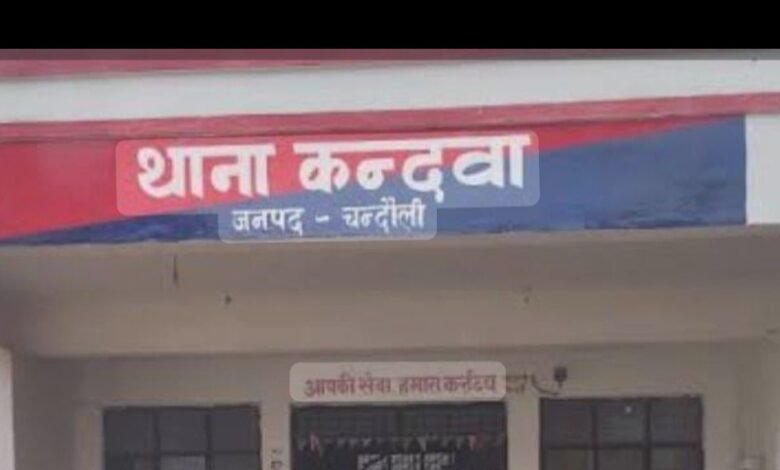 थाना कन्दवा
जनपद - चन्दौली
आपकी सेवा हमारा कर्त्तव्य